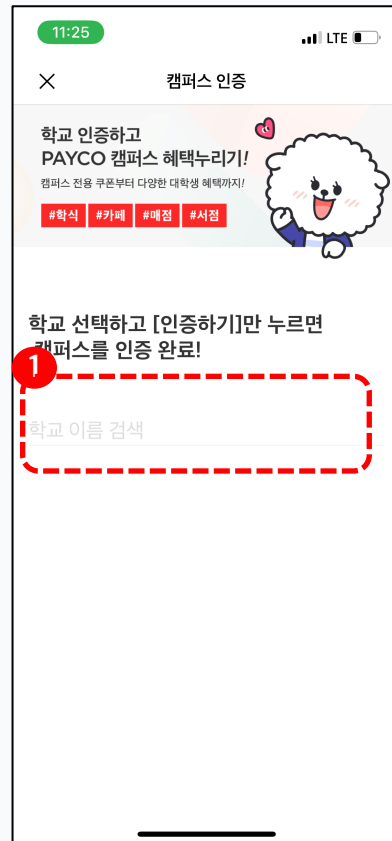 11:25
LTE
캠퍼스 인증
학교 인증하고
PAYCO 캠퍼스 혜택누리기!
캠퍼스 전용 쿠폰부터 다양한 대학생 혜택까지!
#학식 #카페 #매점 #서점
학교 선택하고 [인증하기]만 누르면
캠퍼스를 인증 완료!
1
학교 이름 검색